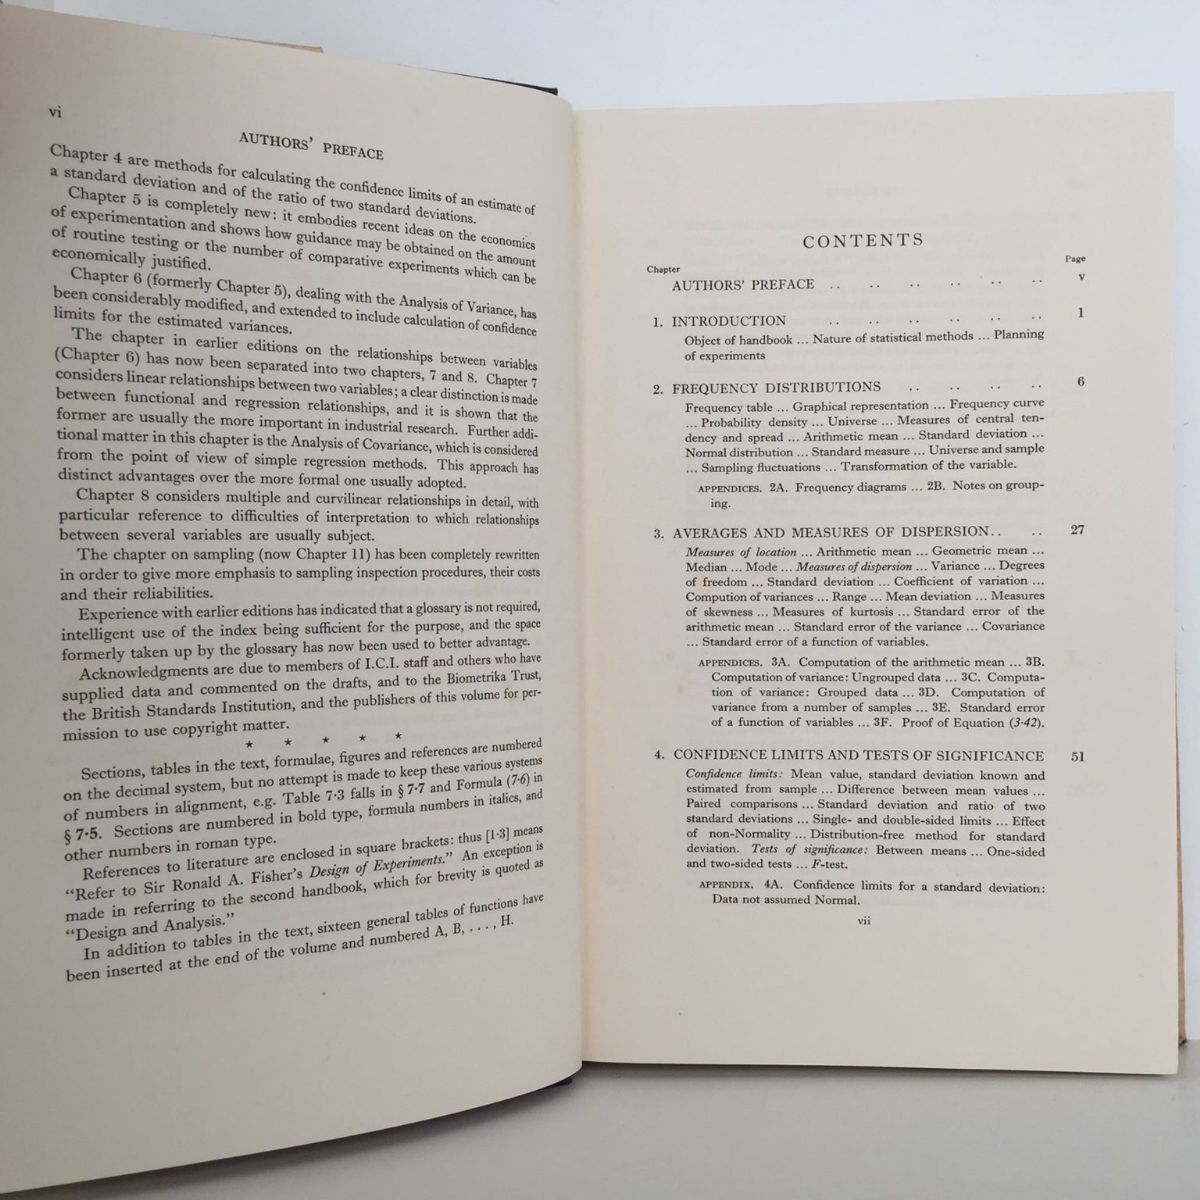 vi
AUTHORS' PREFACE
Chapter 4 are methods for calculating the confidence limits of an estimate of
a standard deviation and of the ratio of two standard deviations.
Chapter 5 is completely new: it embodies recent ideas on the economics
of experimentation and shows how guidance may be obtained on the amount
of routine testing or the number of comparative experiments which can be
economically justified.
Chapter 6 (formerly Chapter 5), dealing with the Analysis of Variance, has
been considerably modified, and extended to include calculation of confidence
limits for the estimated variances.
The chapter in earlier editions on the relationships between variables
(Chapter 6) has now been separated into two chapters, 7 and 8. Chapter 7
considers linear relationships between two variables; a clear distinction is made
between functional and regression relationships, and it is shown that the
former are usually the more important in industrial research. Further addi-
tional matter in this chapter is the Analysis of Covariance, which is considered
from the point of view of simple regression methods. This approach has
distinct advantages over the more formal one usually adopted.
Chapter 8 considers multiple and curvilinear relationships in detail, with
particular reference to difficulties of interpretation to which relationships
between several variables are usually subject.
The chapter on sampling (now Chapter 11) has been completely rewritten
in order to give more emphasis to sampling inspection procedures, their costs
and their reliabilities.
Experience with earlier editions has indicated that a glossary is not required,
intelligent use of the index being sufficient for the purpose, and the space
formerly taken up by the glossary has now been used to better advantage.
Acknowledgments are due to members of I.C.I. staff and others who have
supplied data and commented on the drafts, and to the Biometrika Trust,
the British Standards Institution, and the publishers of this volume for per-
mission to use copyright matter.
★ ★ ★ ★ ★
Sections, tables in the text, formulae, figures and references are numbered
on the decimal system, but no attempt is made to keep these various systems
of numbers in alignment, e.g. Table 7·3 falls in § 7·7 and Formula (7·6) in
§ 7·5. Sections are numbered in bold type, formula numbers in italics, and
other numbers in roman type.
References to literature are enclosed in square brackets: thus [1·3] means
"Refer to Sir Ronald A. Fisher's Design of Experiments." An exception is
made in referring to the second handbook, which for brevity is quoted as
"Design and Analysis."
In addition to tables in the text, sixteen general tables of functions have
been inserted at the end of the volume and numbered A, B, . . . , H.
CONTENTS
Chapter Page
AUTHORS' PREFACE .. .. .. .. .. .. v
1. INTRODUCTION .. .. .. .. .. .. 1
Object of handbook ... Nature of statistical methods ... Planning
of experiments
2. FREQUENCY DISTRIBUTIONS .. .. .. .. 6
Frequency table ... Graphical representation ... Frequency curve
... Probability density ... Universe ... Measures of central ten-
dency and spread ... Arithmetic mean ... Standard deviation ...
Normal distribution ... Standard measure ... Universe and sample
... Sampling fluctuations ... Transformation of the variable.
APPENDICES. 2A. Frequency diagrams ... 2B. Notes on group-
ing.
3. AVERAGES AND MEASURES OF DISPERSION.. .. 27
Measures of location ... Arithmetic mean ... Geometric mean ...
Median ... Mode ... Measures of dispersion ... Variance ... Degrees
of freedom ... Standard deviation ... Coefficient of variation ...
Compution of variances ... Range ... Mean deviation ... Measures
of skewness ... Measures of kurtosis ... Standard error of the
arithmetic mean ... Standard error of the variance ... Covariance
... Standard error of a function of variables.
APPENDICES. 3A. Computation of the arithmetic mean ... 3B.
Computation of variance: Ungrouped data ... 3C. Computa-
tion of variance: Grouped data ... 3D. Computation of
variance from a number of samples ... 3E. Standard error
of a function of variables ... 3F. Proof of Equation (3·42).
4. CONFIDENCE LIMITS AND TESTS OF SIGNIFICANCE 51
Confidence limits: Mean value, standard deviation known and
estimated from sample ... Difference between mean values ...
Paired comparisons ... Standard deviation and ratio of two
standard deviations ... Single- and double-sided limits ... Effect
of non-Normality ... Distribution-free method for standard
deviation. Tests of significance: Between means ... One-sided
and two-sided tests ... F-test.
APPENDIX. 4A. Confidence limits for a standard deviation:
Data not assumed Normal.
vii